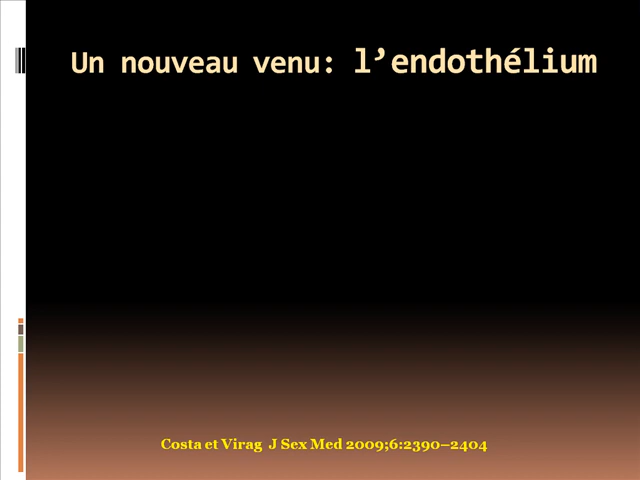 Un nouveau venu: l’endothélium
Costa et Virag J Sex Med 2009;6:2390–2404